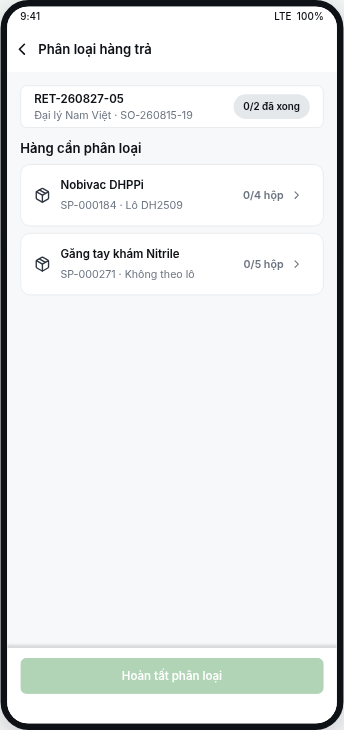 9:41 LTE 100%
Phân loại hàng trả
RET-260827-05
Đại lý Nam Việt · SO-260815-19
0/2 đã xong
Hàng cần phân loại
Nobivac DHPPi
SP-000184 · Lô DH2509
0/4 hộp
Găng tay khám Nitrile
SP-000271 · Không theo lô
0/5 hộp
Hoàn tất phân loại